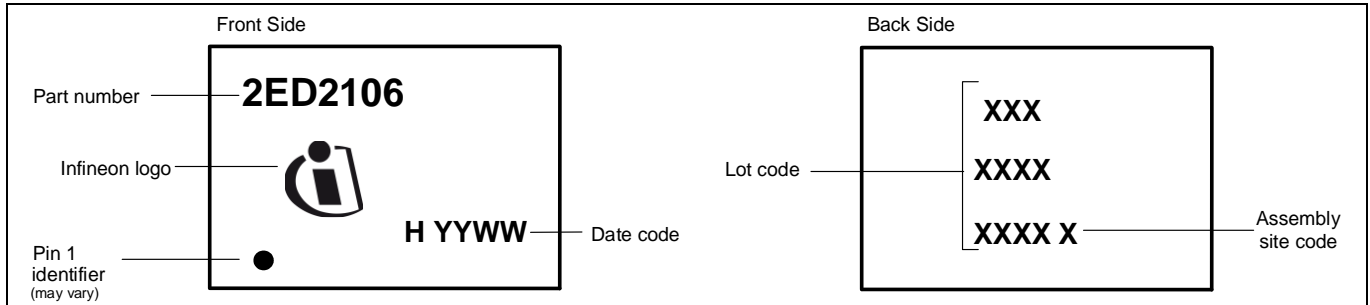 Front Side
Part number
2ED2106
Infineon logo
H YYWW
Date code
Pin 1
identifier
(may vary)
Back Side
XXX
Lot code
XXXX
XXXX X
Assembly
site code